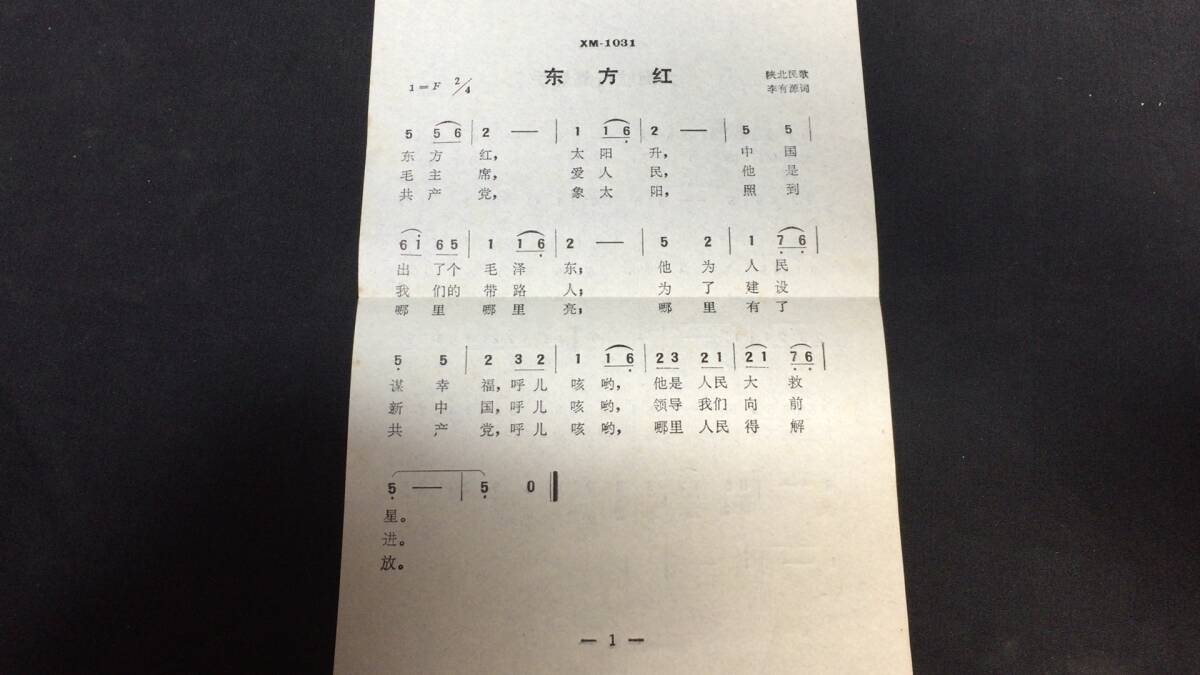 XM-1031
东 方 红
1=F 2/4
陕北民歌
李有源词
5 5 6 | 2 — | 1 1 6 | 2 — | 5 5 |
东 方 红， 太 阳 升， 中 国
毛 主 席， 爱 人 民， 他 是
共 产 党， 象 太 阳， 照 到
6 i 6 5 | 1 1 6 | 2 — | 5 2 | 1 7 6 |
出 了个 毛 泽 东； 他 为 人 民
我 们的 带 路 人； 为 了 建 设
哪 里 哪 里 亮； 哪 里 有 了
5 5 | 2 3 2 | 1 1 6 | 2 3 2 1 | 2 1 7 6 |
谋 幸 福，呼 儿 咳 哟， 他是 人民 大 救
新 中 国，呼 儿 咳 哟， 领导 我们 向 前
共 产 党，呼 儿 咳 哟， 哪里 人民 得 解
5 — | 5 0 ‖
星。
进。
放。
— 1 —